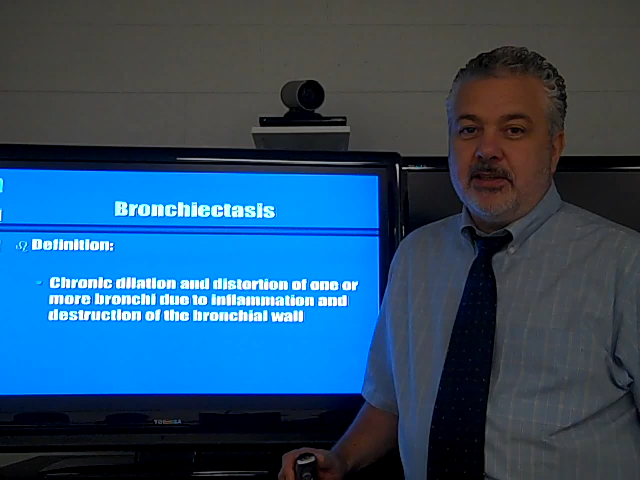 Bronchiectasis
Definition:
Chronic dilation and distortion of one or
more bronchi due to inflammation and
destruction of the bronchial wall
TOSHIBA